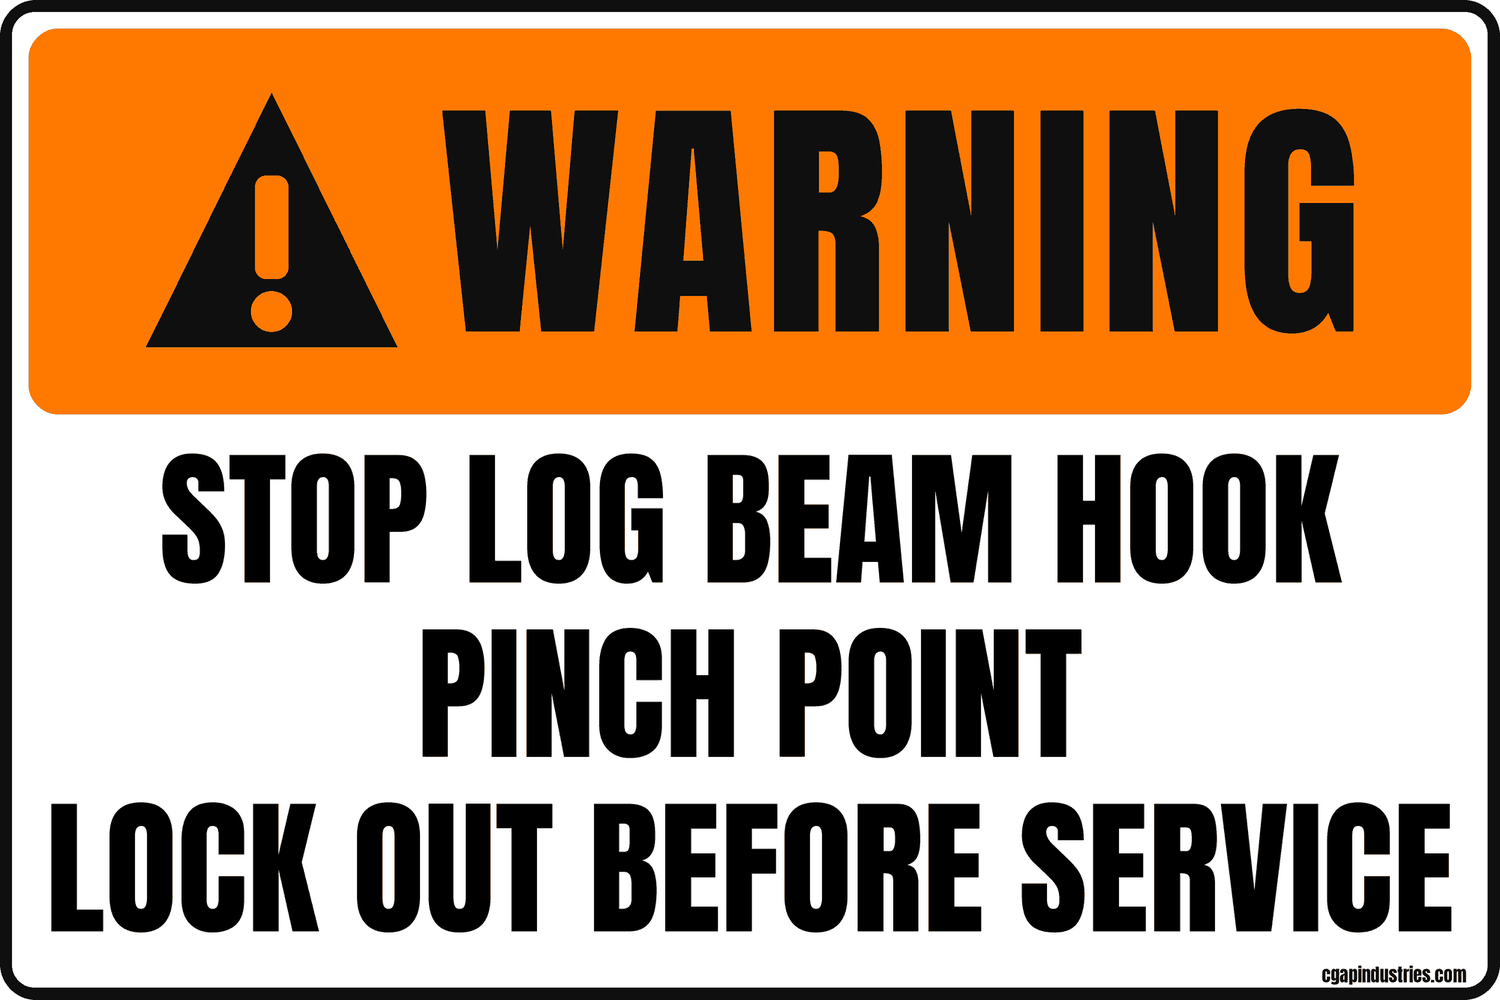 WARNING
STOP LOG BEAM HOOK
PINCH POINT
LOCK OUT BEFORE SERVICE
cgapindustries.com